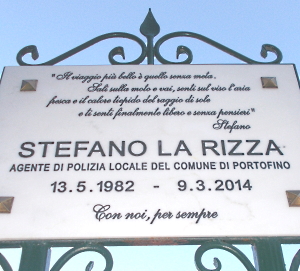 "Il viaggio più bello è quello senza meta.
Sali sulla molo e vai, senti sul viso l'aria
fresca e il calore tiepido del raggio di sole
e ti senti finalmente libero e senza pensieri"
Stefano
STEFANO LA RIZZA
AGENTE DI POLIZIA LOCALE DEL COMUNE DI PORTOFINO
13.5.1982 - 9.3.2014
Con noi, per sempre